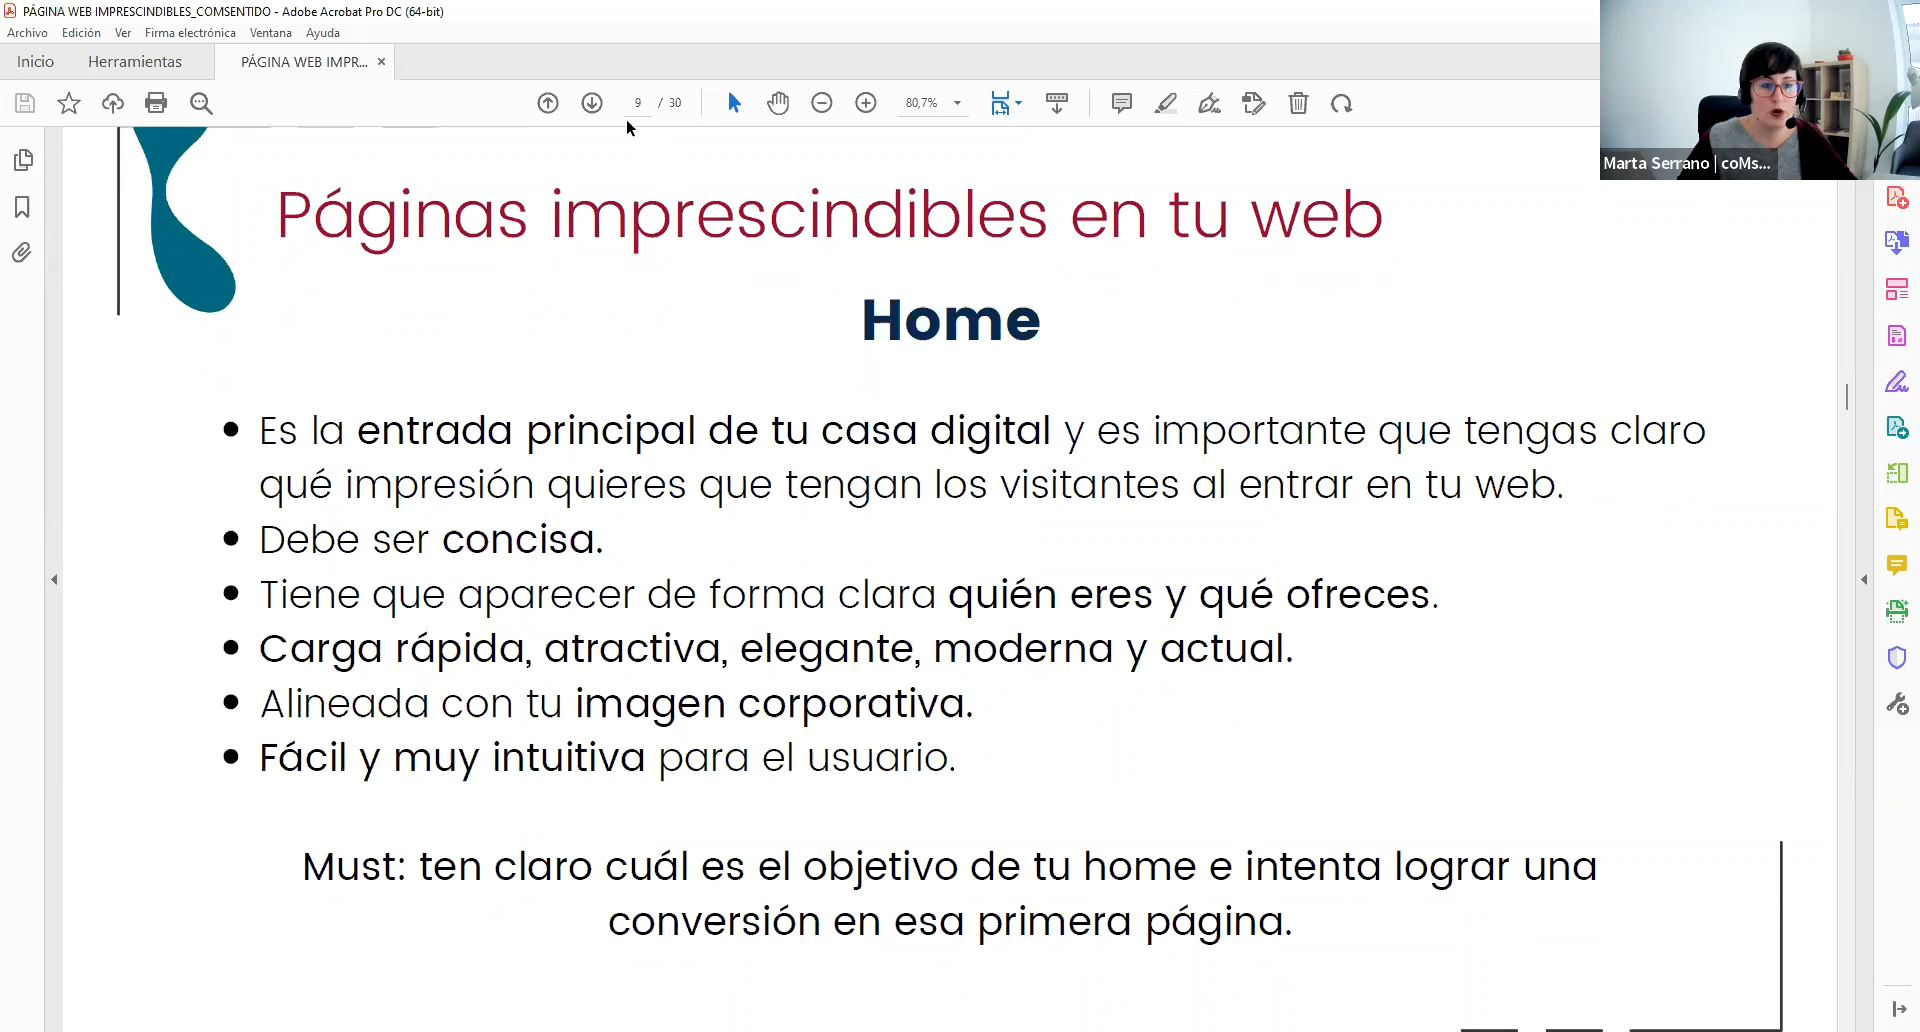 PÁGINA WEB IMPRESCINDIBLES_COMSENTIDO - Adobe Acrobat Pro DC (64-bit)
Archivo Edición Ver Firma electrónica Ventana Ayuda
Inicio Herramientas PÁGINA WEB IMPR... ×
9 / 30 80,7%
Marta Serrano | coMs...
Páginas imprescindibles en tu web
Home
• Es la entrada principal de tu casa digital y es importante que tengas claro
qué impresión quieres que tengan los visitantes al entrar en tu web.
• Debe ser concisa.
• Tiene que aparecer de forma clara quién eres y qué ofreces.
• Carga rápida, atractiva, elegante, moderna y actual.
• Alineada con tu imagen corporativa.
• Fácil y muy intuitiva para el usuario.
Must: ten claro cuál es el objetivo de tu home e intenta lograr una
conversión en esa primera página.